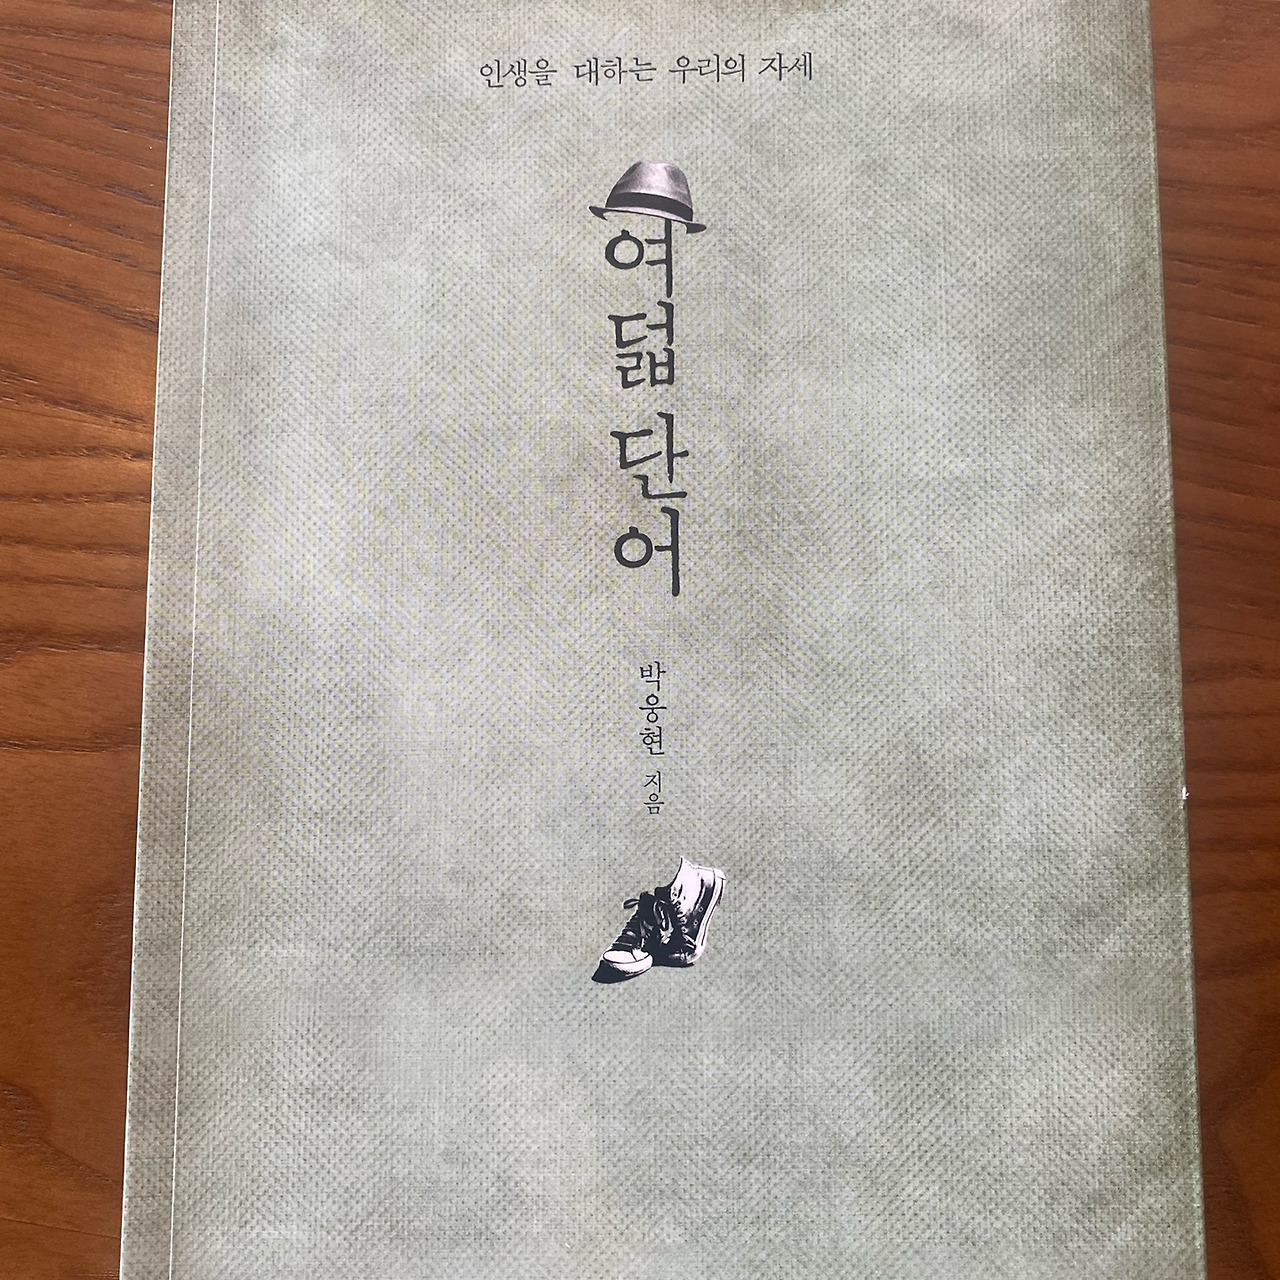 인생을 대하는 우리의 자세
여덟 단어
박웅현 지음